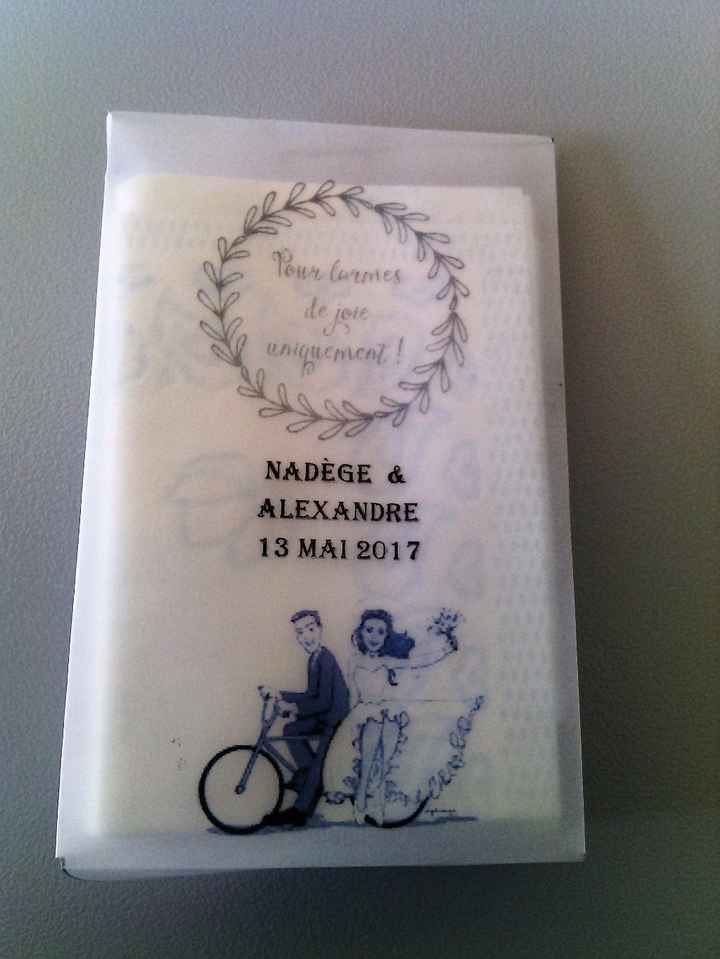 Pour larmes
de joie
uniquement !
NADÈGE &
ALEXANDRE
13 MAI 2017